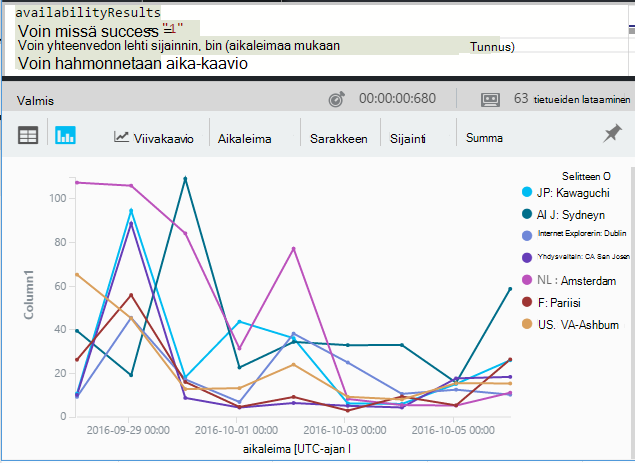 availabilityResults
Voin missä success = "1"
Voin yhteenvedon lehti sijainnin, bin (aikaleimaa mukaan Tunnus)
Voin hahmonnetaan aika-kaavio
Valmis 00:00:00:680 63 tietueiden lataaminen
Viivakaavio Aikaleima Sarakkeen Sijainti Summa
Selitteen O
JP: Kawaguchi
AI J: Sydneyn
Internet Explorerin: Dublin
Yhdysvaltain: CA San Josen
NL : Amsterdam
F: Pariisi
US. VA-Ashburn
Column1
100
80
60
40
20
0
2016-09-29 00:00 2016-10-01 00:00 2016-10-03 00:00 2016-10-05 00:00
aikaleima [UTC-ajan I